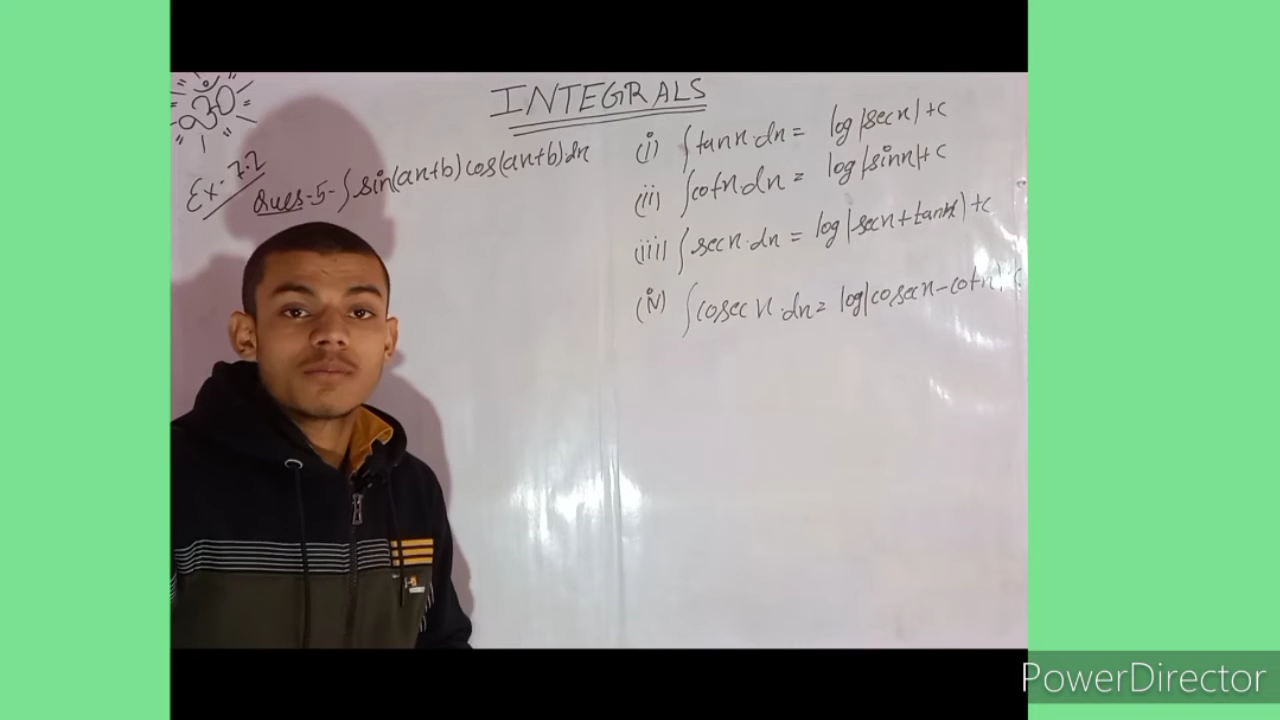 ॐ
INTEGRALS
Ex-7.2
Ques-5-∫sin(ax+b)cos(ax+b)dx
(i) ∫tanx·dx = log|secx|+c
(ii) ∫cotx·dx = log|sinx|+c
(iii) ∫secx·dx = log|secx+tanx|+c
(iv) ∫cosecx·dx = log|cosecx-cotx|+c
PowerDirector